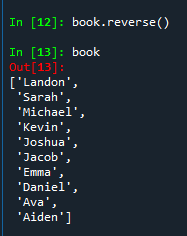 In [12]: book.reverse()
In [13]: book
Out[13]:
['Landon',
'Sarah',
'Michael',
'Kevin',
'Joshua',
'Jacob',
'Emma',
'Daniel',
'Ava',
'Aiden']